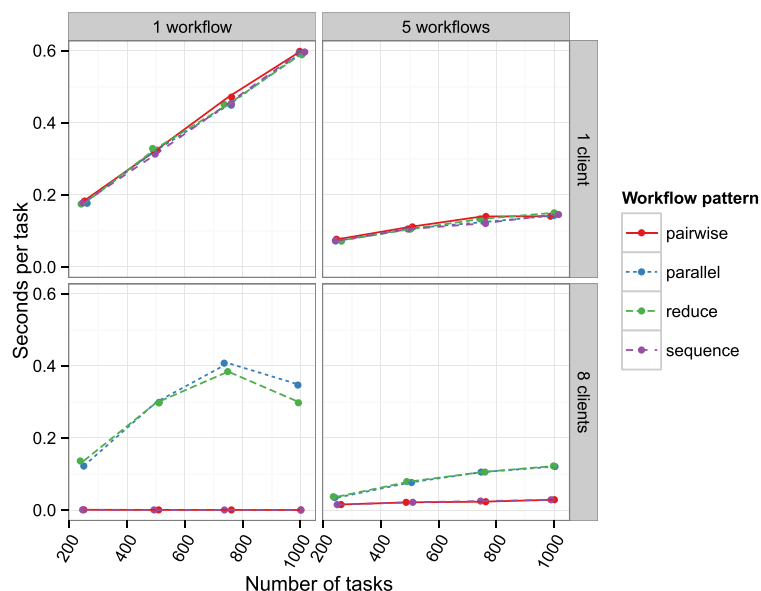 1 workflow
5 workflows
0.6
0.4
0.2
0.0
1 client
Seconds per task
0.6
0.4
0.2
0.0
8 clients
200
400
600
800
1000
200
400
600
800
1000
Number of tasks
Workflow pattern
pairwise
parallel
reduce
sequence